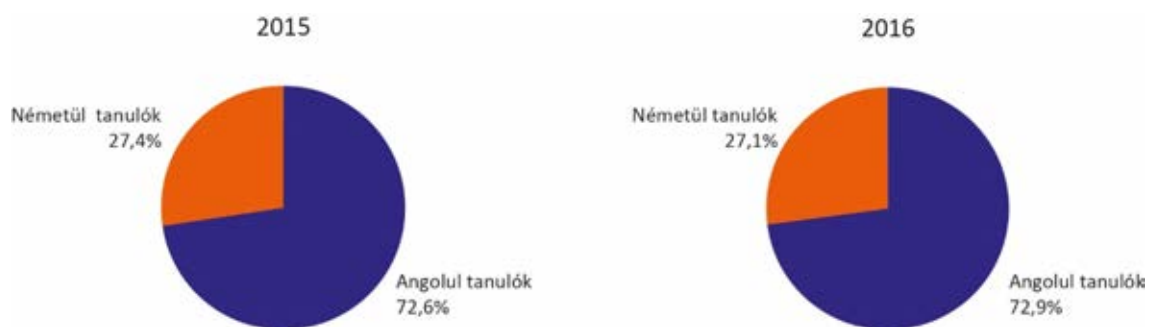 2015
Németül tanulók
27,4%
Angolul tanulók
72,6%
2016
Németül tanulók
27,1%
Angolul tanulók
72,9%